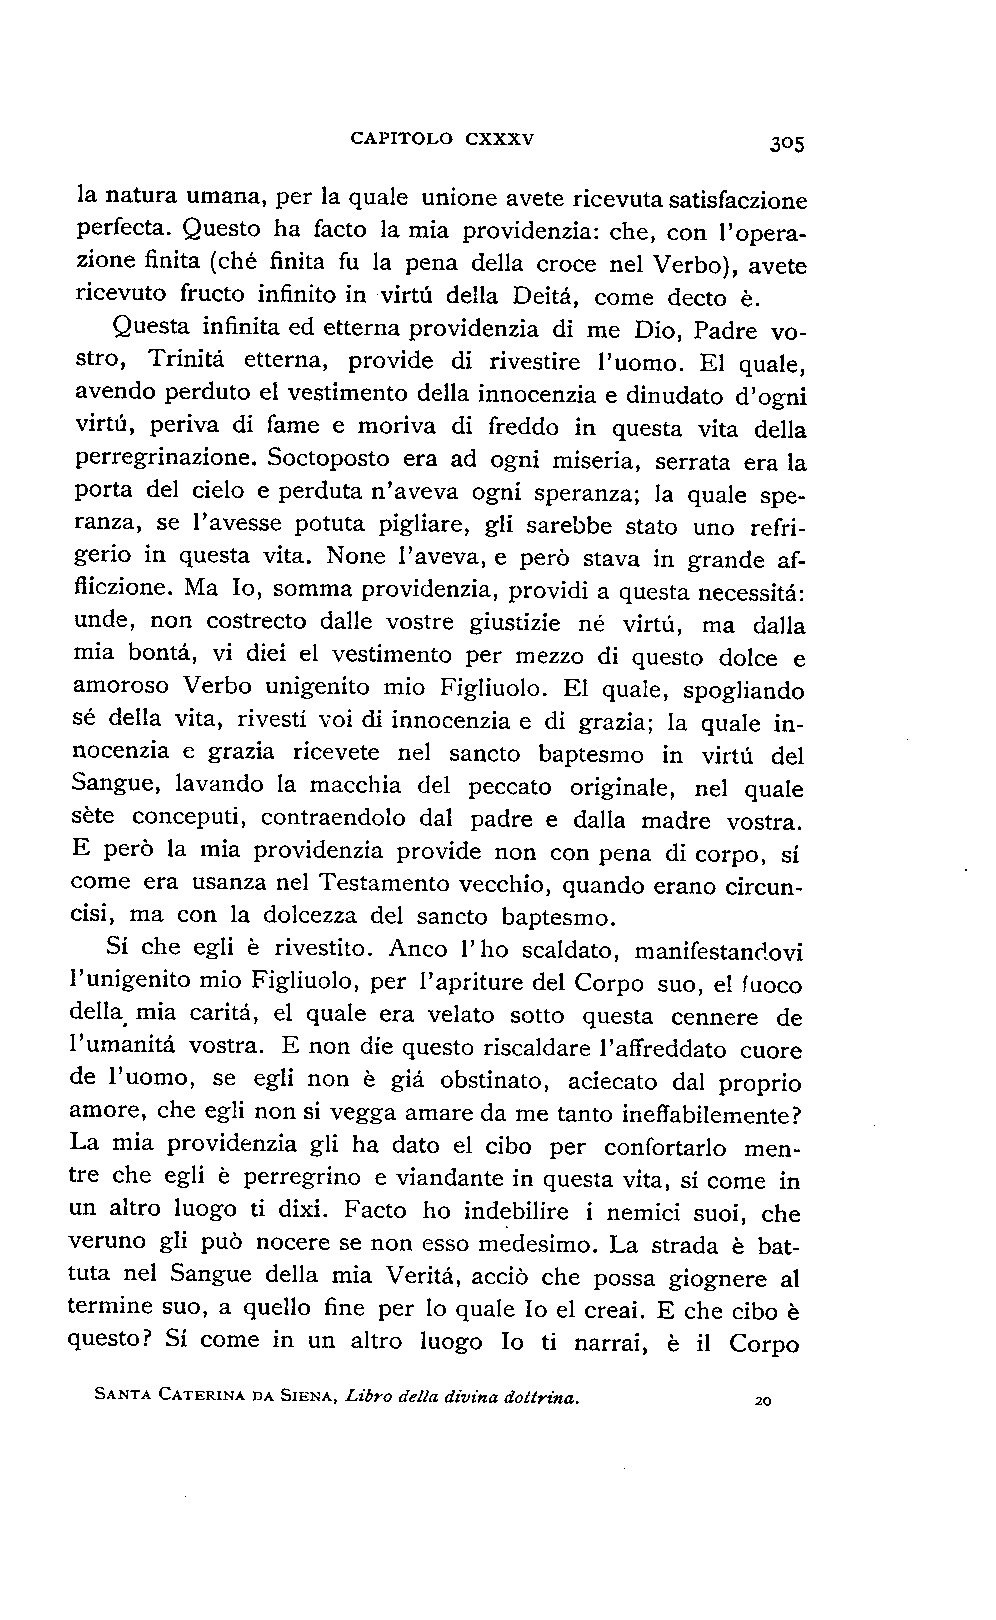 CAPITOLO CXXXV 305
la natura umana, per la quale unione avete ricevuta satisfaczione
perfecta. Questo ha facto la mia providenzia: che, con l'opera-
zione finita (ché finita fu la pena della croce nel Verbo), avete
ricevuto fructo infinito in virtú della Deitá, come decto è.
Questa infinita ed etterna providenzia di me Dio, Padre vo-
stro, Trinitá etterna, provide di rivestire l'uomo. El quale,
avendo perduto el vestimento della innocenzia e dinudato d'ogni
virtú, periva di fame e moriva di freddo in questa vita della
perregrinazione. Soctoposto era ad ogni miseria, serrata era la
porta del cielo e perduta n'aveva ogni speranza; la quale spe-
ranza, se l'avesse potuta pigliare, gli sarebbe stato uno refri-
gerio in questa vita. None l'aveva, e però stava in grande af-
fliczione. Ma Io, somma providenzia, providi a questa necessitá:
unde, non costrecto dalle vostre giustizie né virtú, ma dalla
mia bontá, vi diei el vestimento per mezzo di questo dolce e
amoroso Verbo unigenito mio Figliuolo. El quale, spogliando
sé della vita, rivestí voi di innocenzia e di grazia; la quale in-
nocenzia e grazia ricevete nel sancto baptesmo in virtú del
Sangue, lavando la macchia del peccato originale, nel quale
sète conceputi, contraendolo dal padre e dalla madre vostra.
E però la mia providenzia provide non con pena di corpo, sí
come era usanza nel Testamento vecchio, quando erano circun-
cisi, ma con la dolcezza del sancto baptesmo.
Sí che egli è rivestito. Anco l'ho scaldato, manifestandovi
l'unigenito mio Figliuolo, per l'apriture del Corpo suo, el fuoco
della mia caritá, el quale era velato sotto questa cennere de
l'umanitá vostra. E non die questo riscaldare l'affreddato cuore
de l'uomo, se egli non è giá obstinato, aciecato dal proprio
amore, che egli non si vegga amare da me tanto ineffabilemente?
La mia providenzia gli ha dato el cibo per confortarlo men-
tre che egli è perregrino e viandante in questa vita, sí come in
un altro luogo ti dixi. Facto ho indebilire i nemici suoi, che
veruno gli può nocere se non esso medesimo. La strada è bat-
tuta nel Sangue della mia Veritá, acciò che possa giognere al
termine suo, a quello fine per lo quale Io el creai. E che cibo è
questo? Sí come in un altro luogo Io ti narrai, è il Corpo
SANTA CATERINA DA SIENA, Libro della divina dottrina. 20